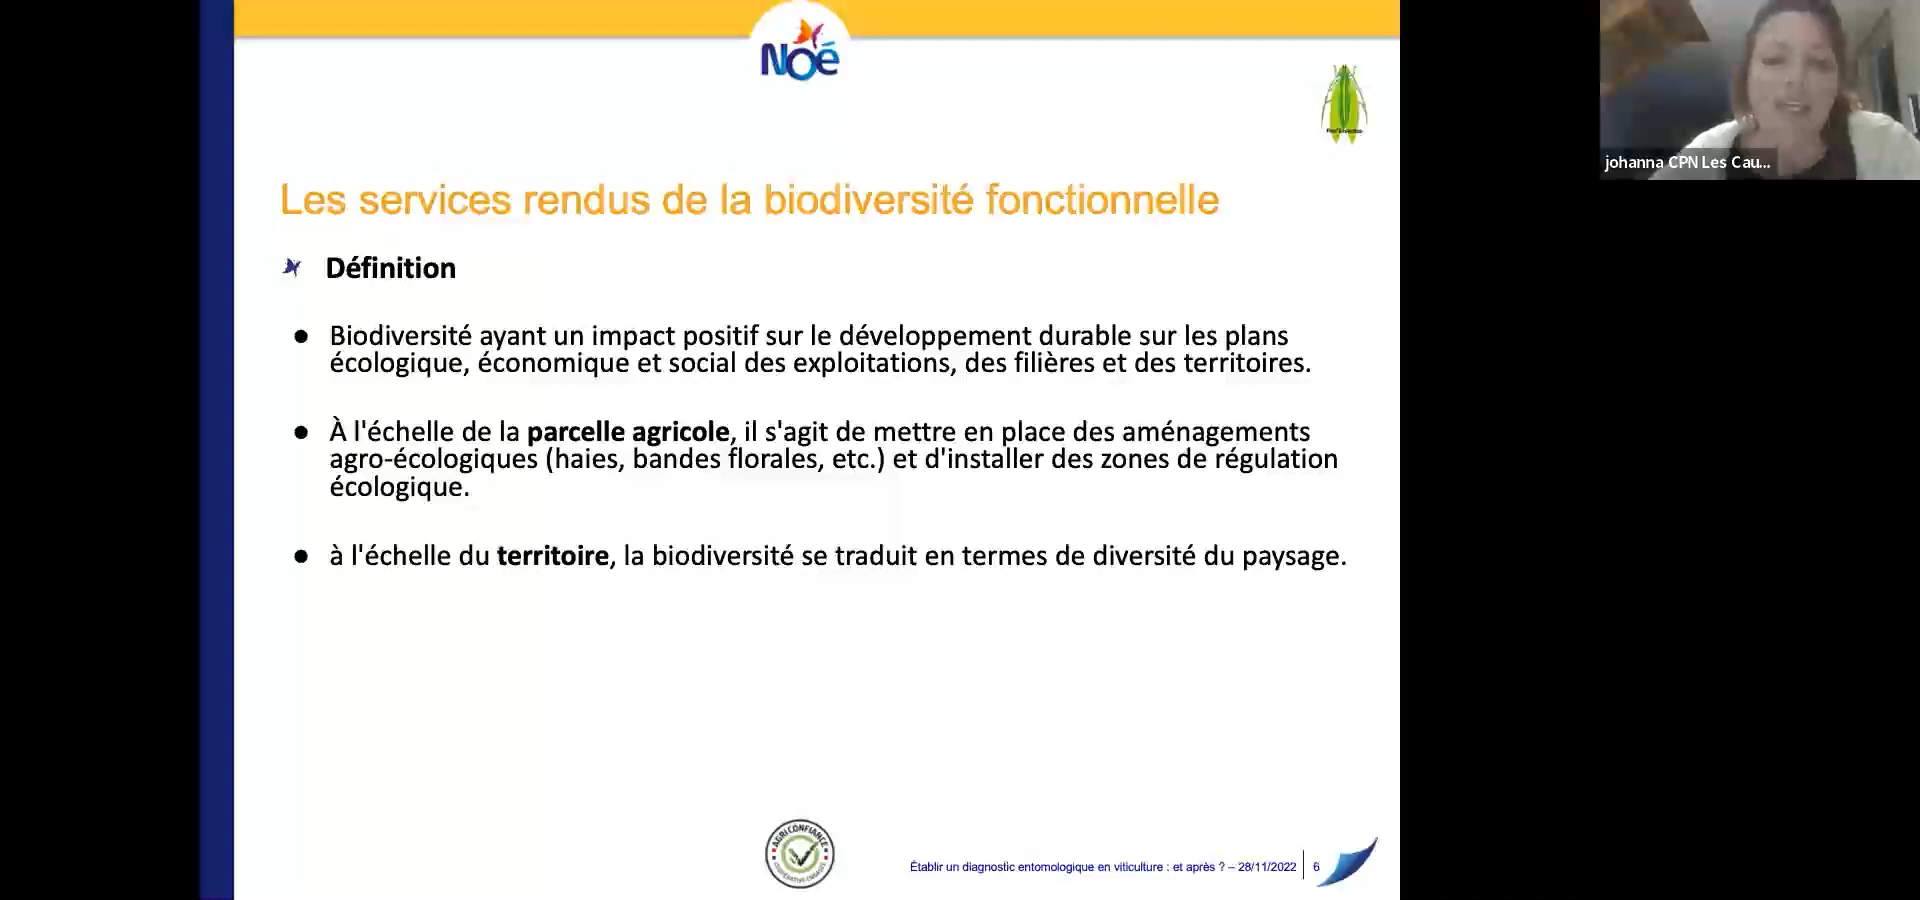 Noé
johanna CPN Les Cau...
Les services rendus de la biodiversité fonctionnelle
Définition
● Biodiversité ayant un impact positif sur le développement durable sur les plans
écologique, économique et social des exploitations, des filières et des territoires.
● À l'échelle de la parcelle agricole, il s'agit de mettre en place des aménagements
agro-écologiques (haies, bandes florales, etc.) et d'installer des zones de régulation
écologique.
● à l'échelle du territoire, la biodiversité se traduit en termes de diversité du paysage.
AGRI CONFIANCE
Établir un diagnostic entomologique en viticulture : et après ? – 28/11/2022 6